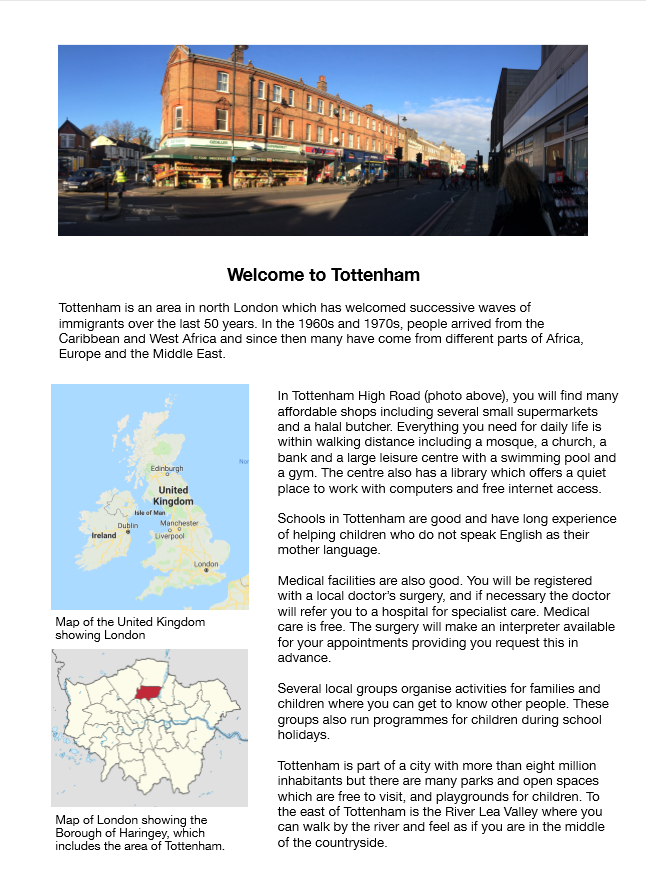 Welcome to Tottenham
Tottenham is an area in north London which has welcomed successive waves of
immigrants over the last 50 years. In the 1960s and 1970s, people arrived from the
Caribbean and West Africa and since then many have come from different parts of Africa,
Europe and the Middle East.
Nor
Edinburgh
United
Kingdom
Isle of Man
Dublin
Manchester
Ireland
Liverpool
London
Map of the United Kingdom
showing London
Map of London showing the
Borough of Haringey, which
includes the area of Tottenham.
In Tottenham High Road (photo above), you will find many
affordable shops including several small supermarkets
and a halal butcher. Everything you need for daily life is
within walking distance including a mosque, a church, a
bank and a large leisure centre with a swimming pool and
a gym. The centre also has a library which offers a quiet
place to work with computers and free internet access.
Schools in Tottenham are good and have long experience
of helping children who do not speak English as their
mother language.
Medical facilities are also good. You will be registered
with a local doctor's surgery, and if necessary the doctor
will refer you to a hospital for specialist care. Medical
care is free. The surgery will make an interpreter available
for your appointments providing you request this in
advance.
Several local groups organise activities for families and
children where you can get to know other people. These
groups also run programmes for children during school
holidays.
Tottenham is part of a city with more than eight million
inhabitants but there are many parks and open spaces
which are free to visit, and playgrounds for children. To
the east of Tottenham is the River Lea Valley where you
can walk by the river and feel as if you are in the middle
of the countryside.